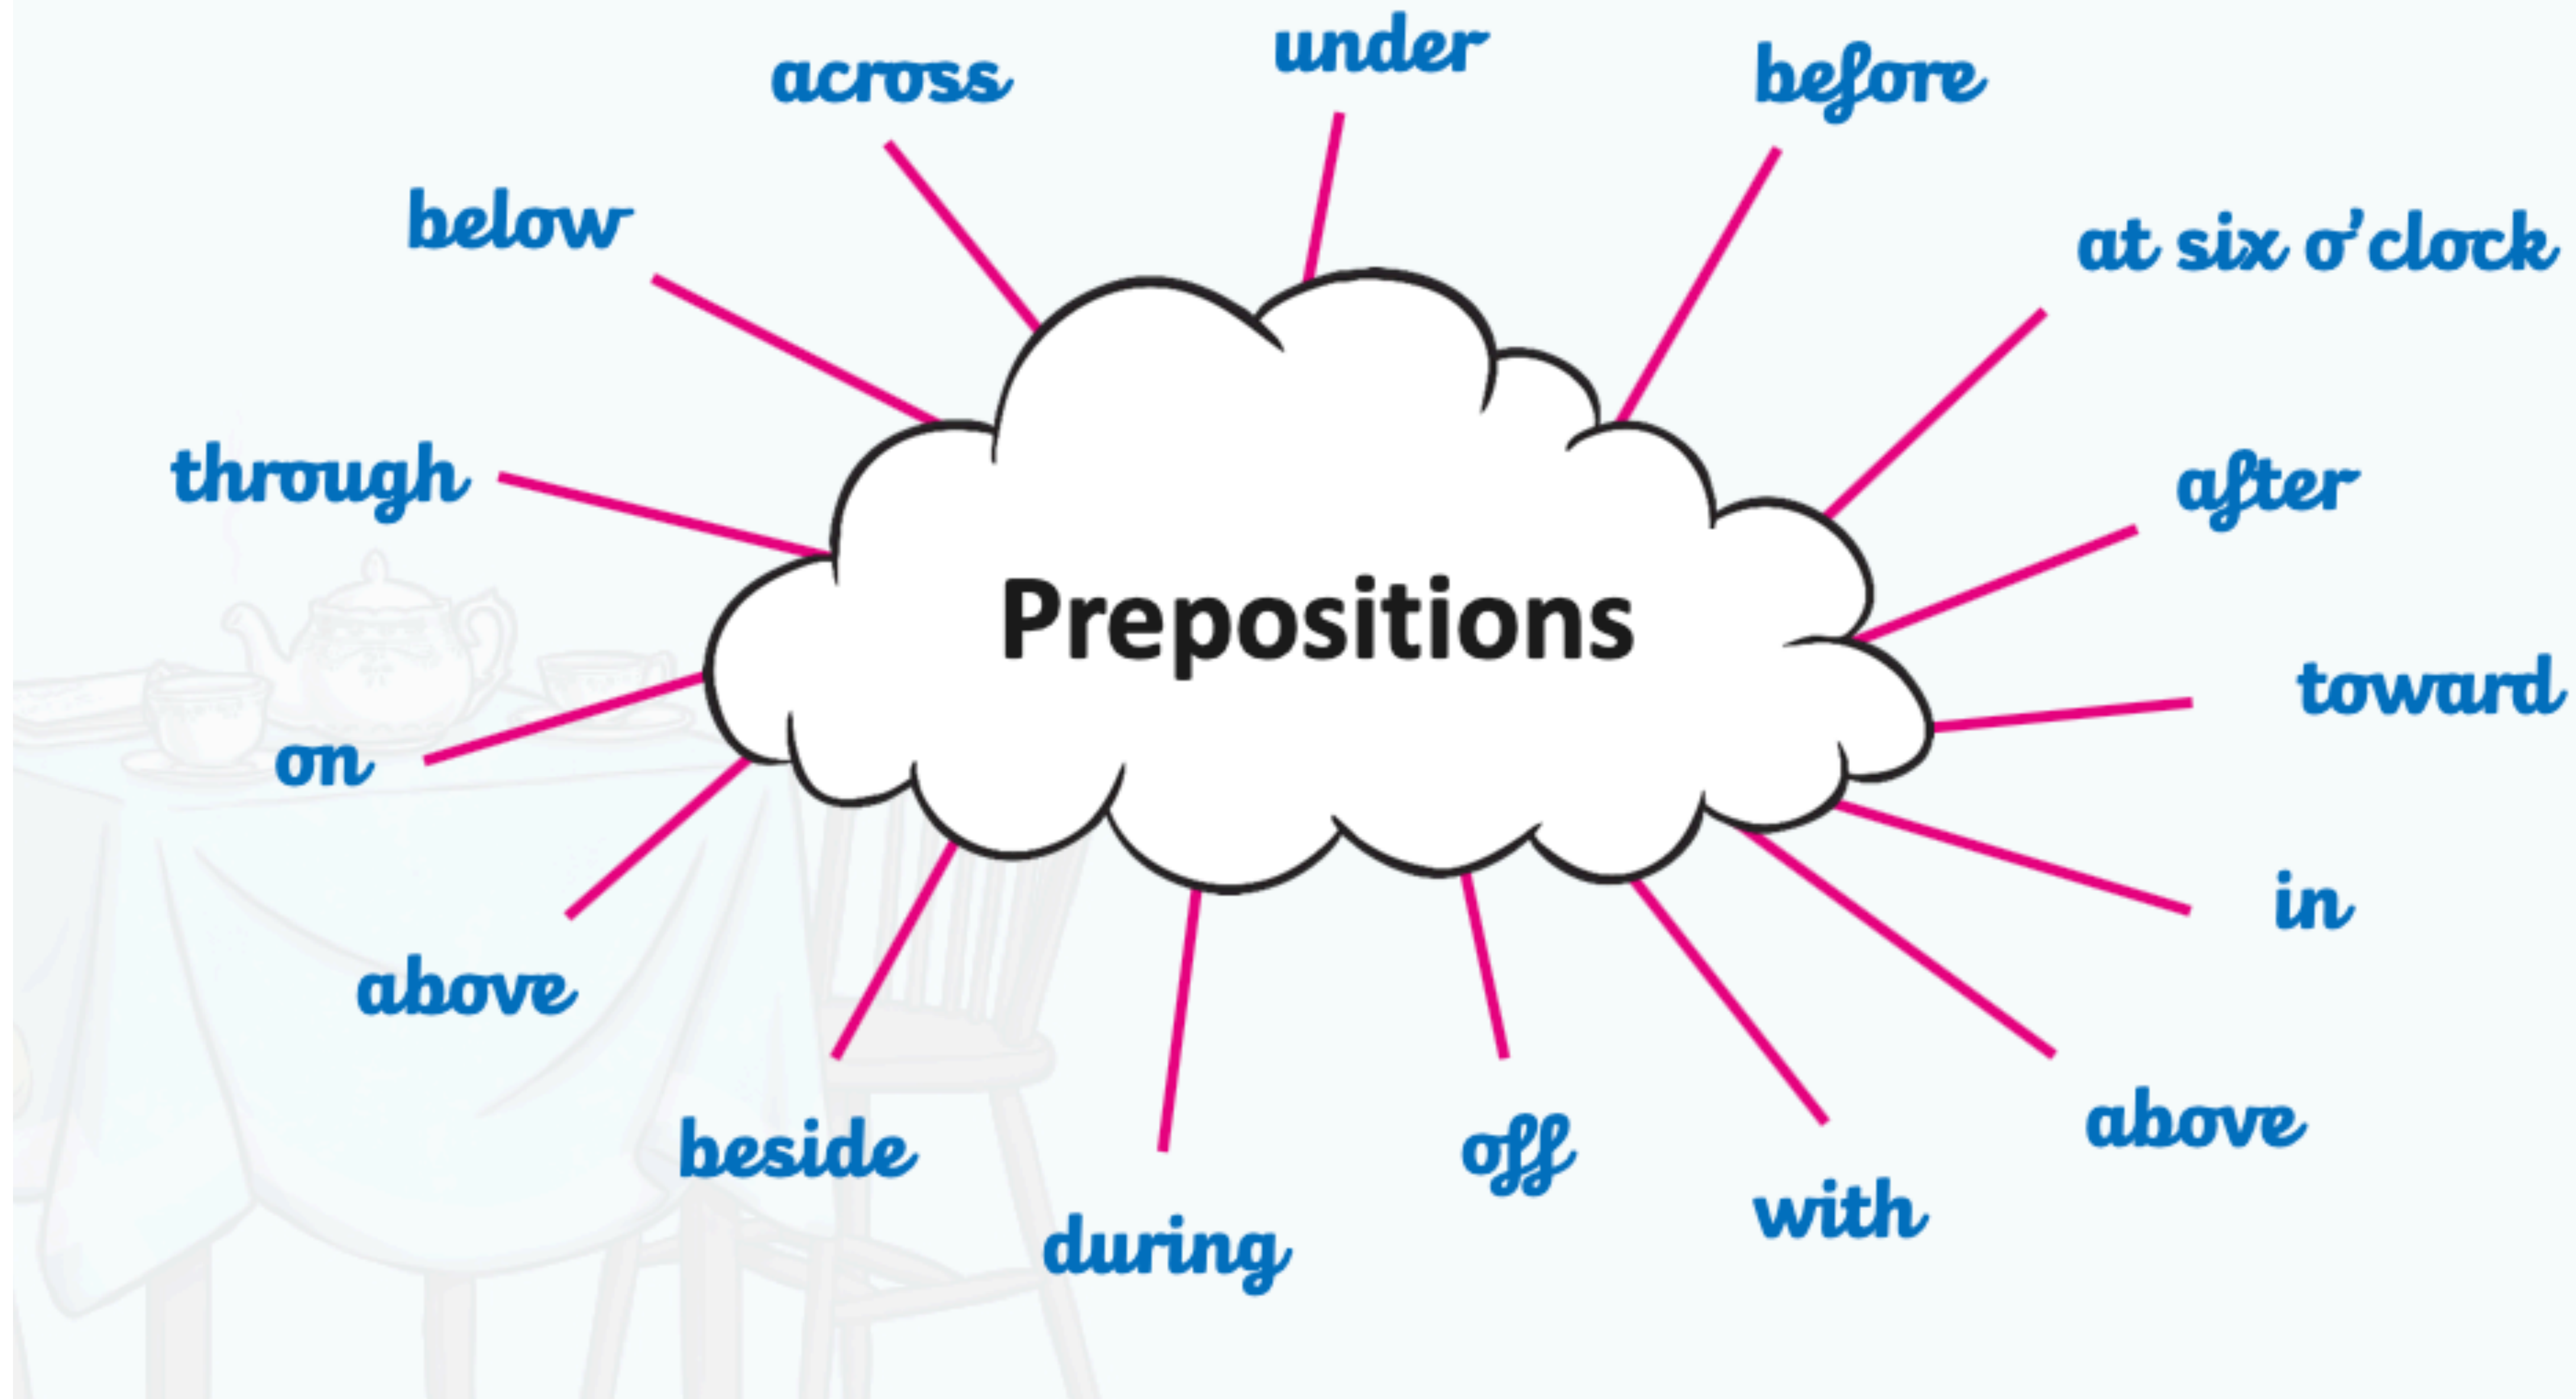 under
across
before
below
at six o'clock
through
after
Prepositions
toward
on
in
above
above
beside
off
with
during